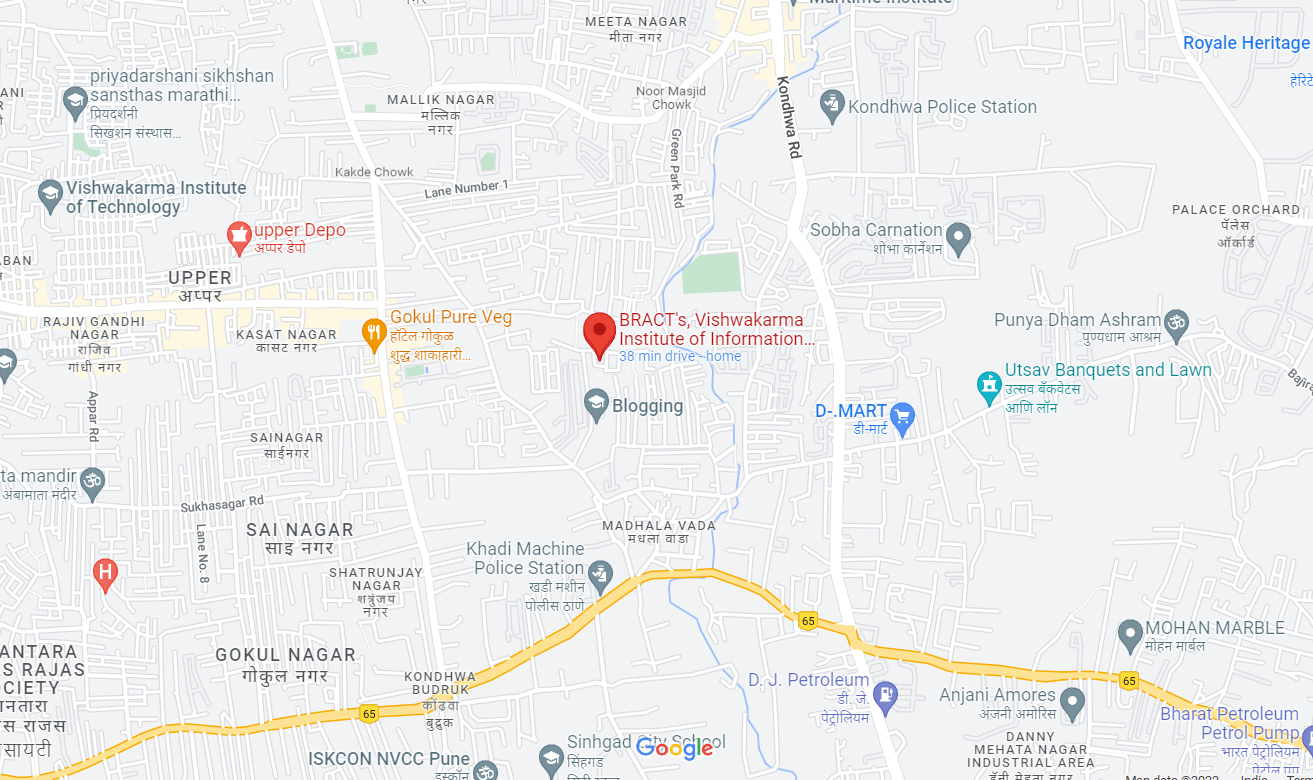 Maritime Institute
MEETA NAGAR
मीता नगर
Royale Heritage
priyadarshani sikhshan
sansthas marathi...
प्रियदर्शनी
सिखशन संस्थास...
MALLIK NAGAR
मल्लिक
नगर
Noor Masjid
Chowk
Kondhwa Rd
Kondhwa Police Station
Green Park Rd
Kakde Chowk
Lane Number 1
Vishwakarma Institute
of Technology
upper Depo
अप्पर डेपो
Sobha Carnation
शोभा कार्नेशन
PALACE ORCHARD
पॅलेस
ऑर्कार्ड
UPPER
अप्पर
RAJIV GANDHI
NAGAR
राजिव
गांधी नगर
KASAT NAGAR
कासट नगर
Gokul Pure Veg
हॉटेल गोकुळ
शुद्ध शाकाहारी...
BRACT's, Vishwakarma
Institute of Information...
38 min drive - home
Punya Dham Ashram
पुण्यधाम आश्रम
Utsav Banquets and Lawn
उत्सव बँक्वेटस
आणि लॉन
Blogging
D-.MART
डी-मार्ट
Appar Rd
SAINAGAR
साईनगर
ta mandir
अंबामाता मंदीर
Sukhasagar Rd
Lane No. 8
SAI NAGAR
साइ नगर
MADHALA VADA
मधला वाडा
Khadi Machine
Police Station
खडी मशीन
पोलीस ठाणे
H
SHATRUNJAY
NAGAR
शत्रुंजय
नगर
65
MOHAN MARBLE
मोहन मार्बल
ANTARA
S RAJAS
OCIETY
GOKUL NAGAR
गोकुल नगर
KONDHWA
BUDRUK
कोंढवा
बुद्रुक
65
65
D. J. Petroleum
डी. जे.
पेट्रोलियम
Anjani Amores
अंजनी अमोरिस
Bharat Petroleum
Petrol Pump
भारत पेट्रोलियम
DANNY
MEHATA NAGAR
INDUSTRIAL AREA
ISKCON NVCC Pune
इस्कॉन
Sinhgad City School
सिंहगड
Google